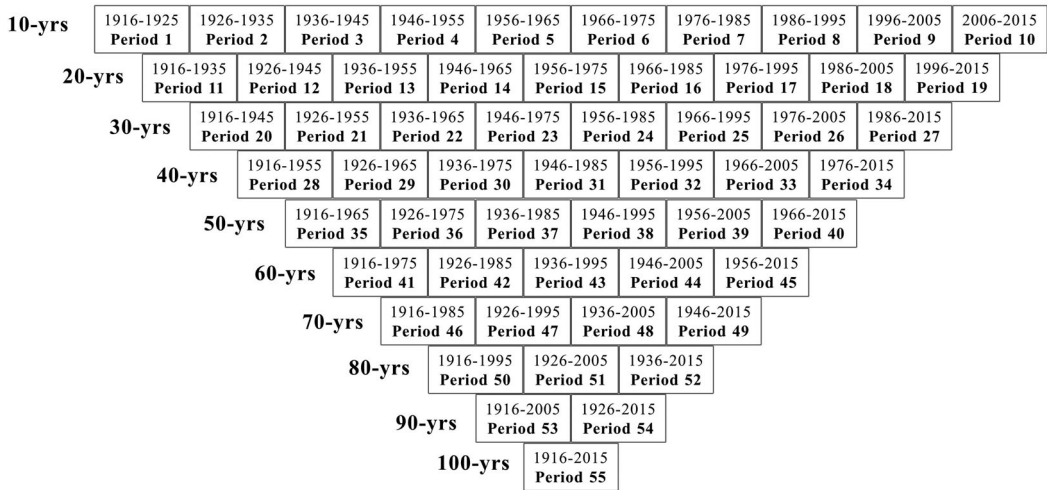 10-yrs 1916-1925 1926-1935 1936-1945 1946-1955 1956-1965 1966-1975 1976-1985 1986-1995 1996-2005 2006-2015
Period 1 Period 2 Period 3 Period 4 Period 5 Period 6 Period 7 Period 8 Period 9 Period 10
20-yrs 1916-1935 1926-1945 1936-1955 1946-1965 1956-1975 1966-1985 1976-1995 1986-2005 1996-2015
Period 11 Period 12 Period 13 Period 14 Period 15 Period 16 Period 17 Period 18 Period 19
30-yrs 1916-1945 1926-1955 1936-1965 1946-1975 1956-1985 1966-1995 1976-2005 1986-2015
Period 20 Period 21 Period 22 Period 23 Period 24 Period 25 Period 26 Period 27
40-yrs 1916-1955 1926-1965 1936-1975 1946-1985 1956-1995 1966-2005 1976-2015
Period 28 Period 29 Period 30 Period 31 Period 32 Period 33 Period 34
50-yrs 1916-1965 1926-1975 1936-1985 1946-1995 1956-2005 1966-2015
Period 35 Period 36 Period 37 Period 38 Period 39 Period 40
60-yrs 1916-1975 1926-1985 1936-1995 1946-2005 1956-2015
Period 41 Period 42 Period 43 Period 44 Period 45
70-yrs 1916-1985 1926-1995 1936-2005 1946-2015
Period 46 Period 47 Period 48 Period 49
80-yrs 1916-1995 1926-2005 1936-2015
Period 50 Period 51 Period 52
90-yrs 1916-2005 1926-2015
Period 53 Period 54
100-yrs 1916-2015
Period 55